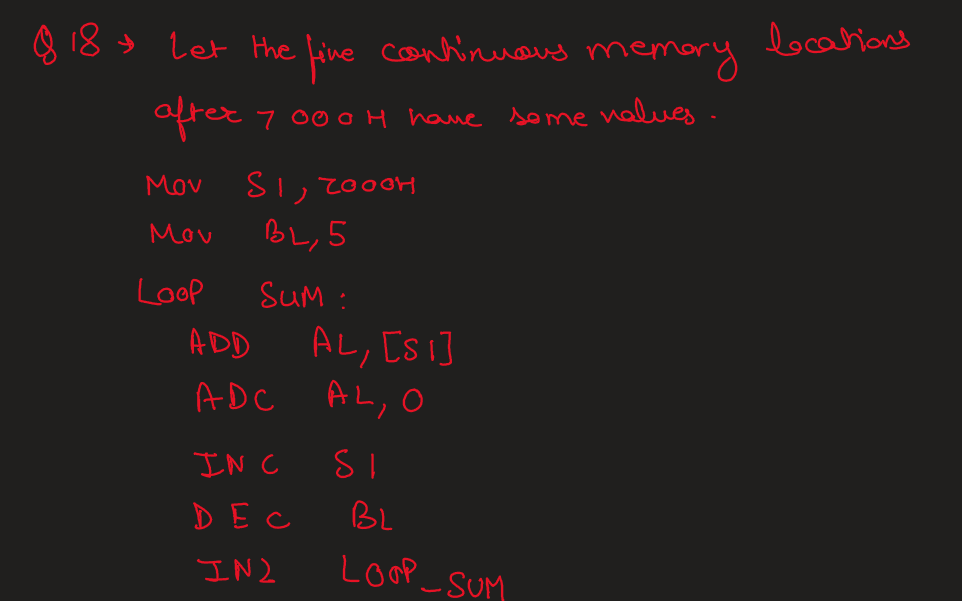 Q 18 → Let the five continuous memory locations
after 7000H have some values.
Mov SI, 7000H
Mov BL, 5
LOOP SUM:
ADD AL, [SI]
ADC AL, 0
INC SI
DEC BL
JNZ LOOP_SUM